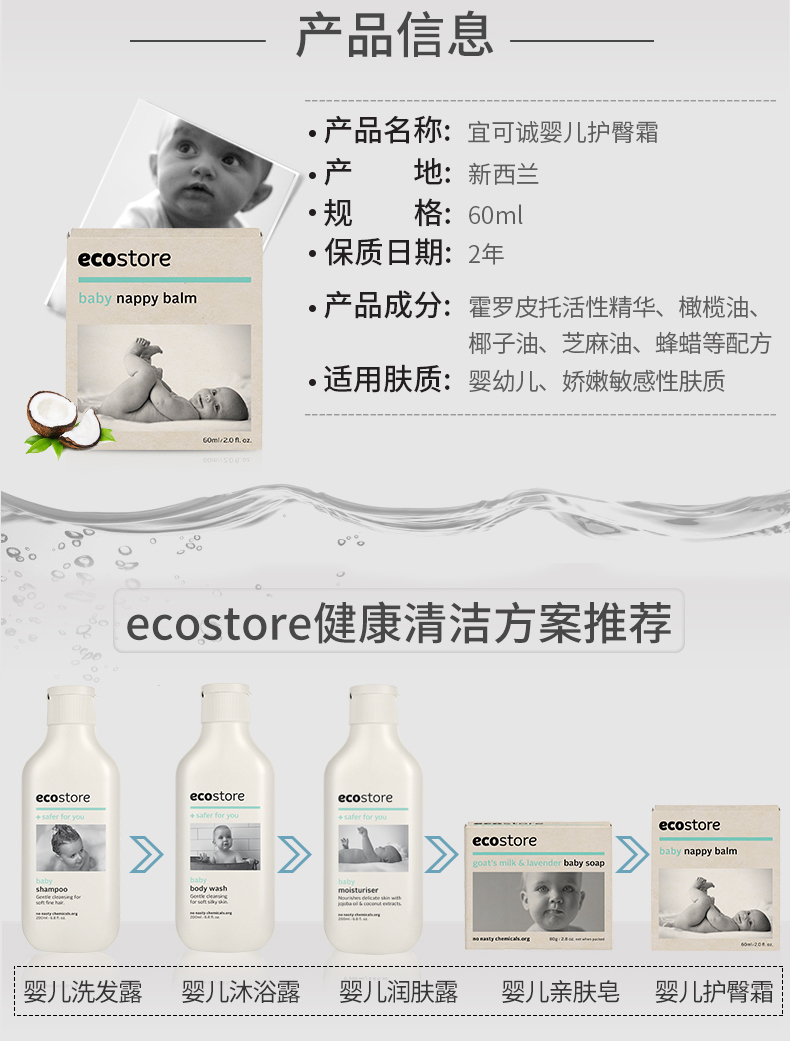 产品信息
• 产品名称: 宜可诚婴儿护臀霜
• 产 地: 新西兰
• 规 格: 60ml
• 保质日期: 2年
• 产品成分: 霍罗皮托活性精华、橄榄油、
椰子油、芝麻油、蜂蜡等配方
• 适用肤质: 婴幼儿、娇嫩敏感性肤质
ecostore
baby nappy balm
60ml/2.0 fl. oz.
ecostore健康清洁方案推荐
ecostore
+ safer for you
baby
shampoo
Gentle cleansing for
soft fine hair.
no nasty chemicals.org
200ml · 6.8 fl. oz.
ecostore
+ safer for you
baby
body wash
Gentle cleansing
for soft silky skin.
no nasty chemicals.org
200ml · 6.8 fl. oz.
ecostore
+ safer for you
baby
moisturiser
Nourishes delicate skin with
jojoba oil & coconut extracts.
no nasty chemicals.org
200ml · 6.8 fl. oz.
ecostore
goat's milk & lavender baby soap
no nasty chemicals.org
80g / 2.8 oz. net when packed
ecostore
baby nappy balm
60ml/2.0 fl. oz.
婴儿洗发露
婴儿沐浴露
婴儿润肤露
婴儿亲肤皂
婴儿护臀霜